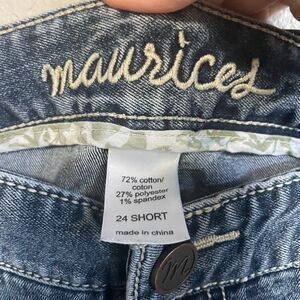 maurices
72% cotton/
coton
27% polyester
1% spandex
24 SHORT
made in china
m